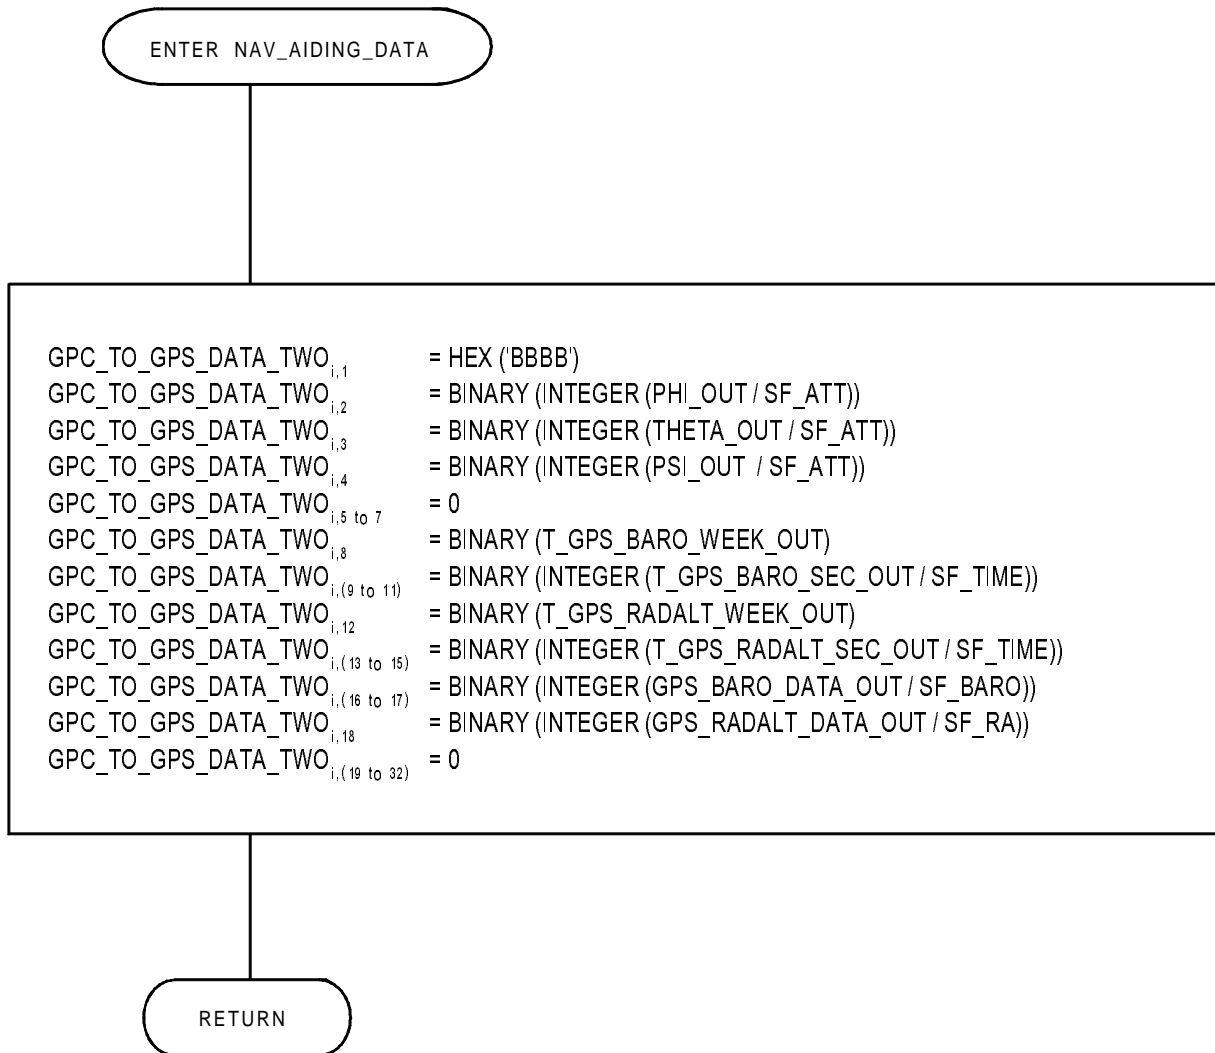 ENTER NAV_AIDING_DATA
GPC_TO_GPS_DATA_TWO i,1 = HEX ('BBBB')
GPC_TO_GPS_DATA_TWO i,2 = BINARY (INTEGER (PHI_OUT / SF_ATT))
GPC_TO_GPS_DATA_TWO i,3 = BINARY (INTEGER (THETA_OUT / SF_ATT))
GPC_TO_GPS_DATA_TWO i,4 = BINARY (INTEGER (PSI_OUT / SF_ATT))
GPC_TO_GPS_DATA_TWO i,5 to 7 = 0
GPC_TO_GPS_DATA_TWO i,8 = BINARY (T_GPS_BARO_WEEK_OUT)
GPC_TO_GPS_DATA_TWO i,(9 to 11) = BINARY (INTEGER (T_GPS_BARO_SEC_OUT / SF_TIME))
GPC_TO_GPS_DATA_TWO i,12 = BINARY (T_GPS_RADALT_WEEK_OUT)
GPC_TO_GPS_DATA_TWO i,(13 to 15) = BINARY (INTEGER (T_GPS_RADALT_SEC_OUT / SF_TIME))
GPC_TO_GPS_DATA_TWO i,(16 to 17) = BINARY (INTEGER (GPS_BARO_DATA_OUT / SF_BARO))
GPC_TO_GPS_DATA_TWO i,18 = BINARY (INTEGER (GPS_RADALT_DATA_OUT / SF_RA))
GPC_TO_GPS_DATA_TWO i,(19 to 32) = 0
RETURN